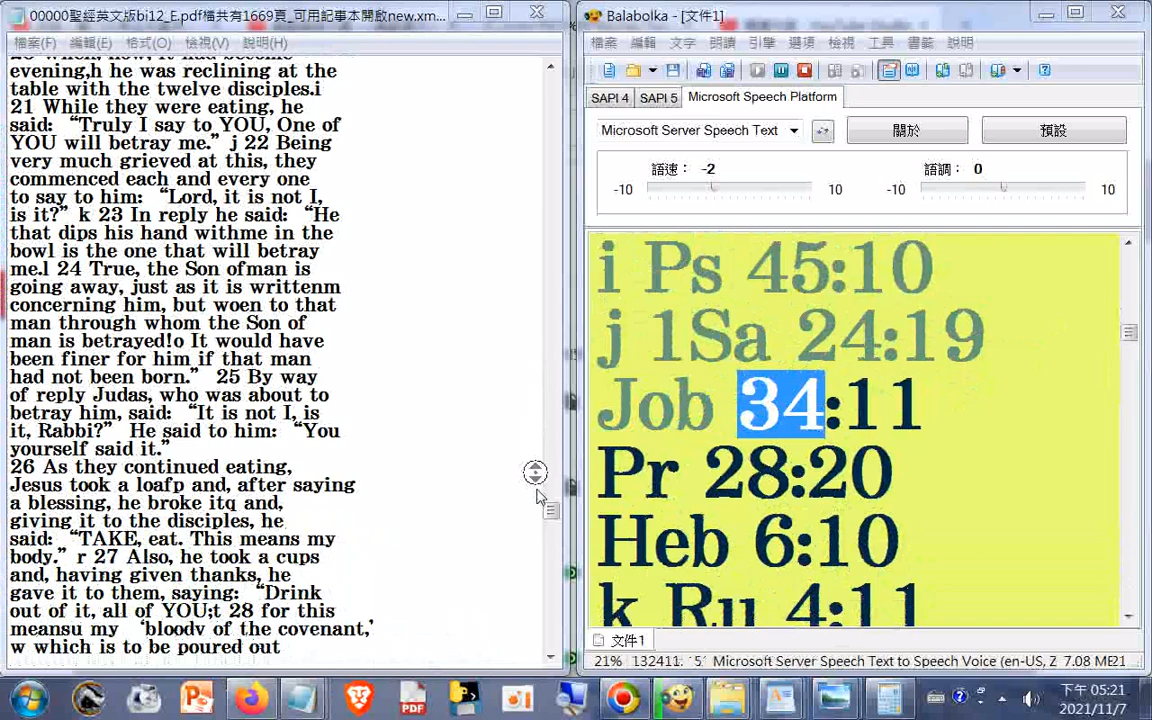 00000聖經英文版bi12_E.pdf檔共有1669頁_可用記事本開啟new.xm...
檔案(F) 編輯(E) 格式(O) 檢視(V) 說明(H)
evening,h he was reclining at the
table with the twelve disciples.i
21 While they were eating, he
said: “Truly I say to YOU, One of
YOU will betray me.” j 22 Being
very much grieved at this, they
commenced each and every one
to say to him: “Lord, it is not I,
is it?” k 23 In reply he said: “He
that dips his hand withme in the
bowl is the one that will betray
me.l 24 True, the Son ofman is
going away, just as it is writtenm
concerning him, but woen to that
man through whom the Son of
man is betrayed!o It would have
been finer for him if that man
had not been born.” 25 By way
of reply Judas, who was about to
betray him, said: “It is not I, is
it, Rabbi?” He said to him: “You
yourself said it.”
26 As they continued eating,
Jesus took a loafp and, after saying
a blessing, he broke itq and,
giving it to the disciples, he
said: “TAKE, eat. This means my
body.” r 27 Also, he took a cups
and, having given thanks, he
gave it to them, saying: “Drink
out of it, all of YOU;t 28 for this
meansu my ‘bloodv of the covenant,’
w which is to be poured out
Balabolka - [文件1]
檔案 編輯 文字 朗讀 引擎 選項 檢視 工具 書籤 說明
SAPI 4 SAPI 5 Microsoft Speech Platform
Microsoft Server Speech Text 關於 預設
語速： -2 語調： 0
-10 10 -10 10
i Ps 45:10
j 1Sa 24:19
Job 34:11
Pr 28:20
Heb 6:10
k Ru 4:11
文件1
21% Microsoft Server Speech Text to Speech Voice (en-US, Z 7.08 ME
PDF
下午 05:21
2021/11/7